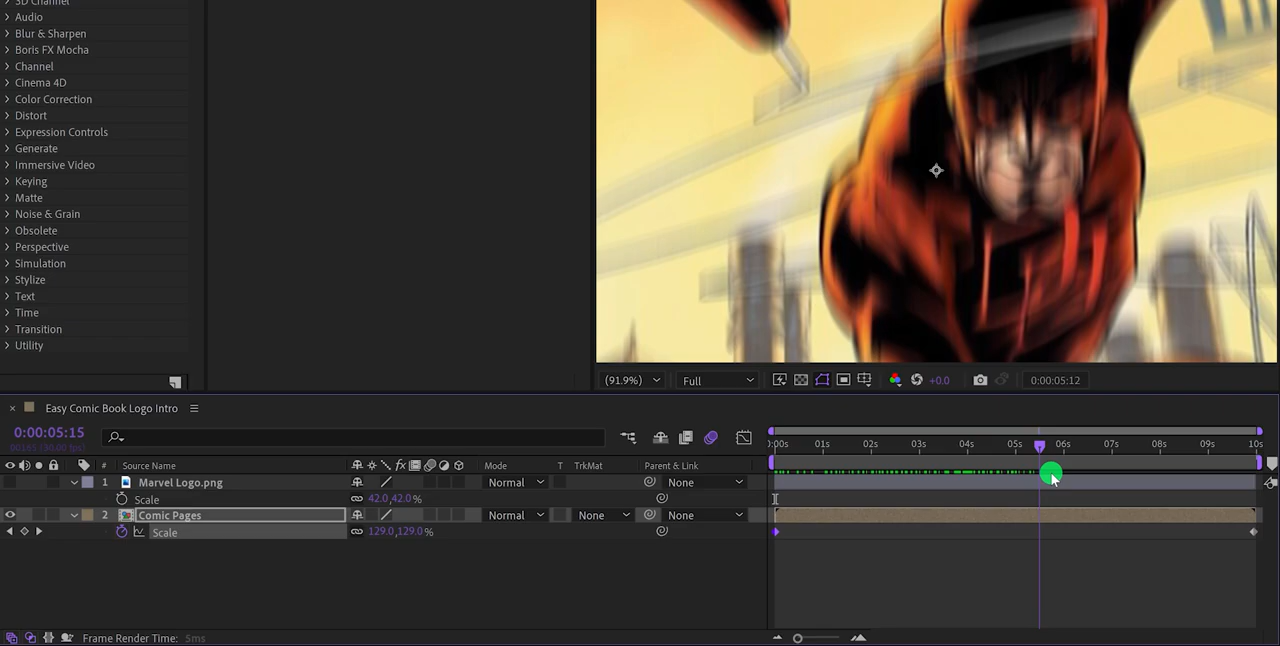 3D Channel
Audio
Blur & Sharpen
Boris FX Mocha
Channel
Cinema 4D
Color Correction
Distort
Expression Controls
Generate
Immersive Video
Keying
Matte
Noise & Grain
Obsolete
Perspective
Simulation
Stylize
Text
Time
Transition
Utility
(91.9%) Full +0.0 0:00:05:12
Easy Comic Book Logo Intro
0:00:05:15
:00s 01s 02s 03s 04s 05s 06s 07s 08s 09s 10s
# Source Name fx Mode T TrkMat Parent & Link
1 Marvel Logo.png Normal None
Scale 42.0,42.0%
2 Comic Pages Normal None None
Scale 129.0,129.0%
Frame Render Time: 5ms